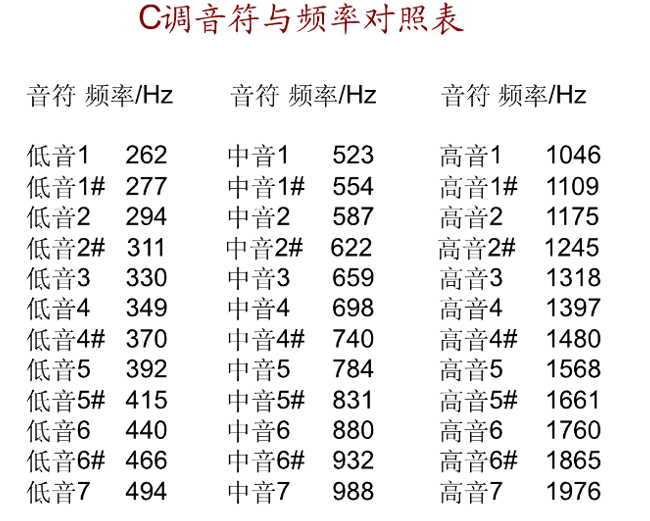 C调音符与频率对照表
音符 频率/Hz 音符 频率/Hz 音符 频率/Hz
低音1 262 中音1 523 高音1 1046
低音1# 277 中音1# 554 高音1# 1109
低音2 294 中音2 587 高音2 1175
低音2# 311 中音2# 622 高音2# 1245
低音3 330 中音3 659 高音3 1318
低音4 349 中音4 698 高音4 1397
低音4# 370 中音4# 740 高音4# 1480
低音5 392 中音5 784 高音5 1568
低音5# 415 中音5# 831 高音5# 1661
低音6 440 中音6 880 高音6 1760
低音6# 466 中音6# 932 高音6# 1865
低音7 494 中音7 988 高音7 1976